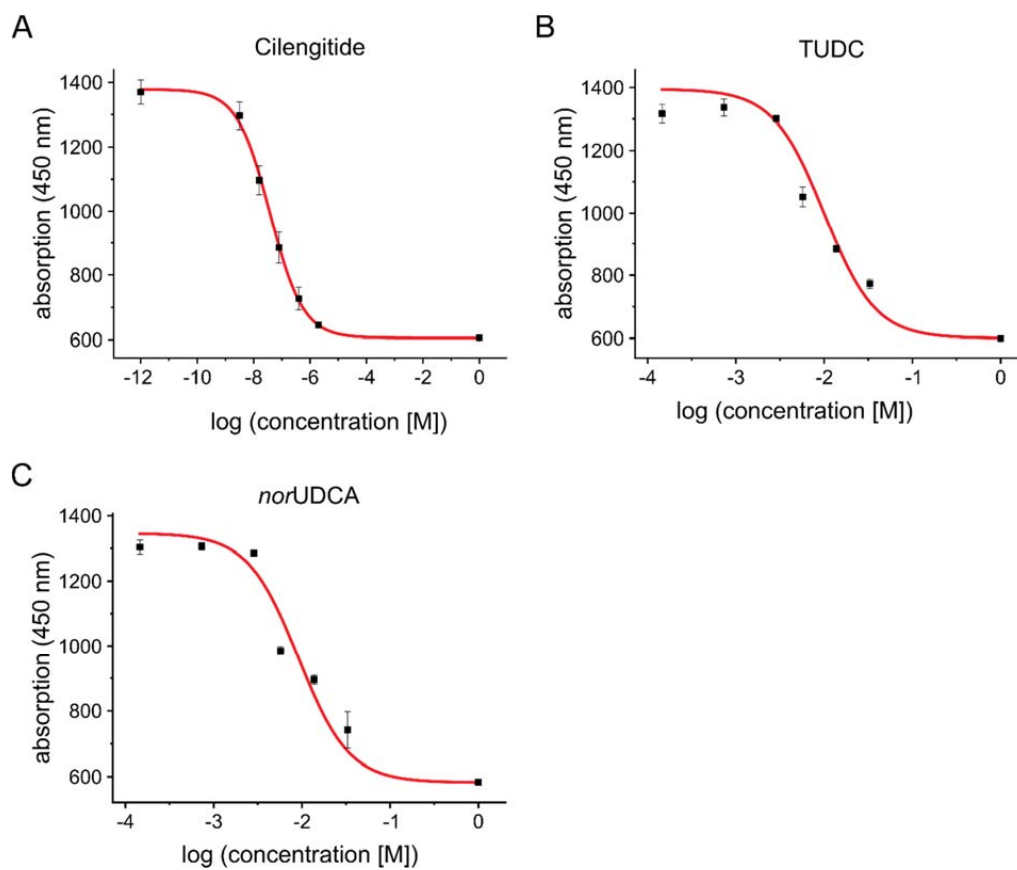 A
Cilengitide
1400
1200
1000
800
600
absorption (450 nm)
-12 -10 -8 -6 -4 -2 0
log (concentration [M])
B
TUDC
1400
1200
1000
800
600
absorption (450 nm)
-4 -3 -2 -1 0
log (concentration [M])
C
norUDCA
1400
1200
1000
800
600
absorption (450 nm)
-4 -3 -2 -1 0
log (concentration [M])